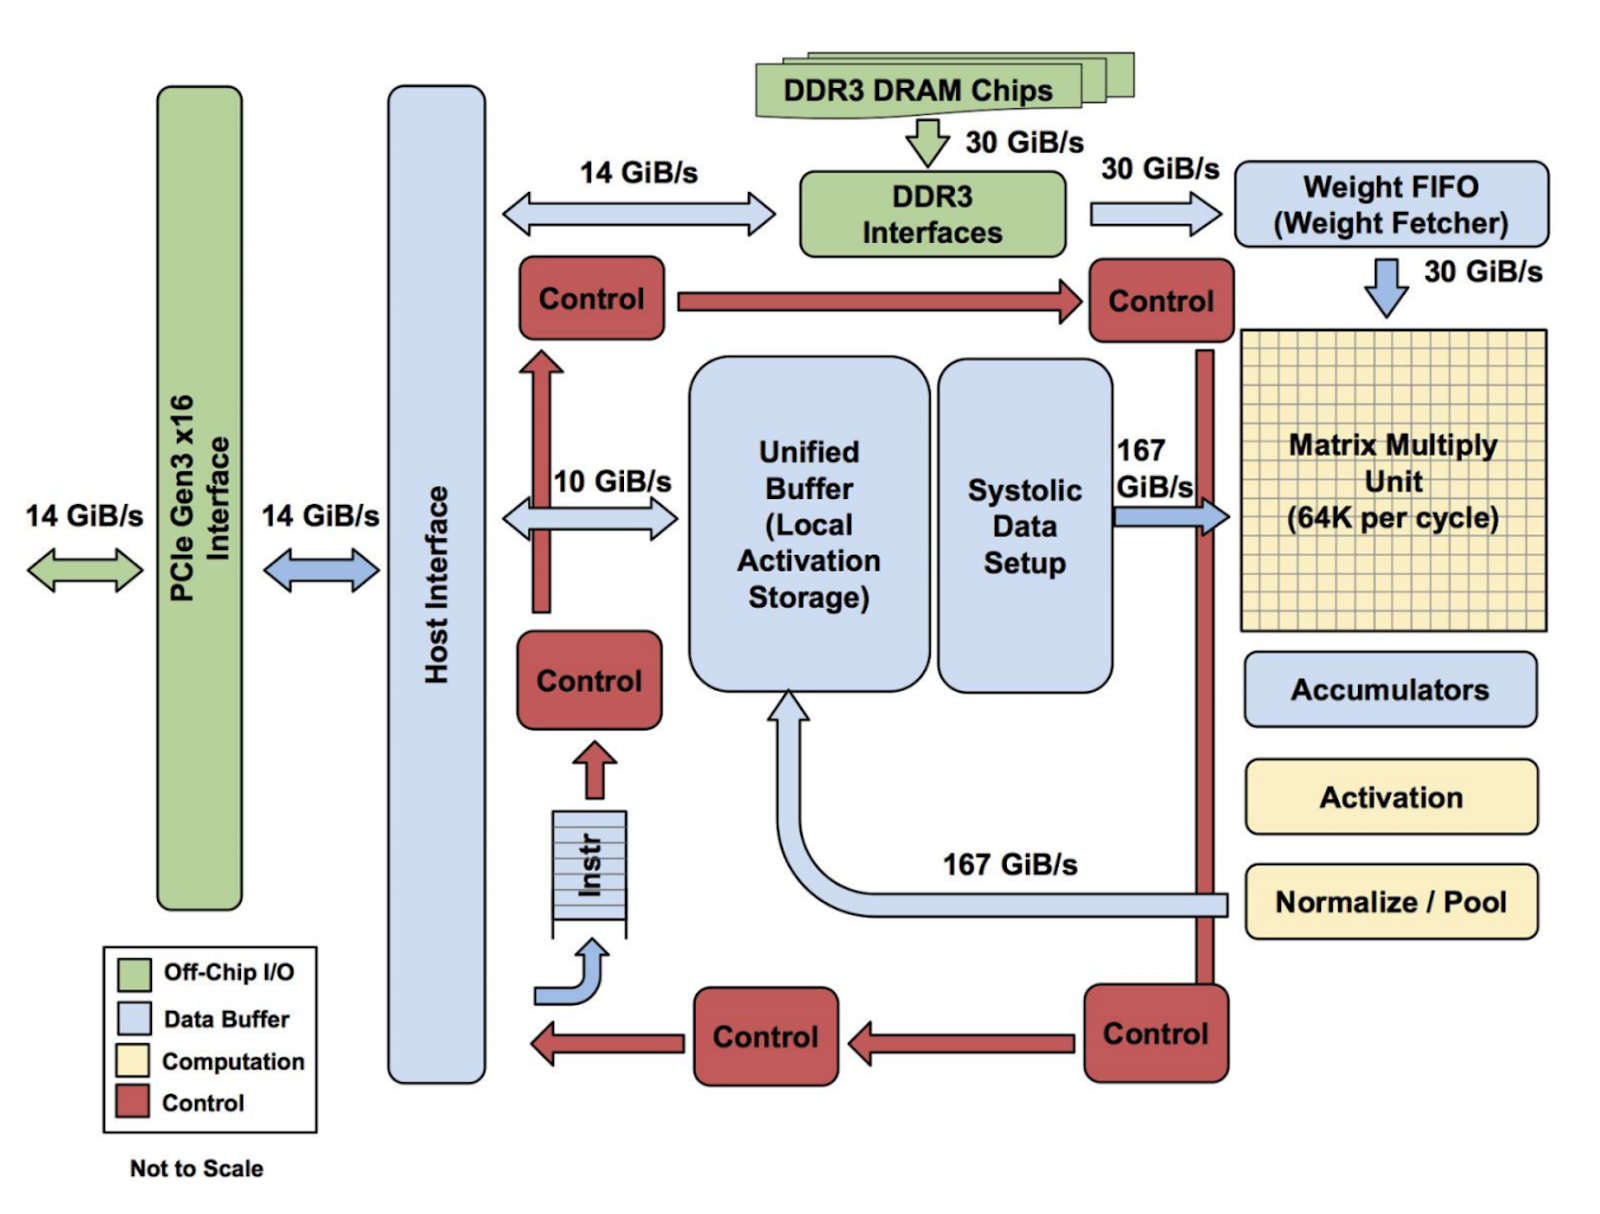 DDR3 DRAM Chips
30 GiB/s
14 GiB/s
DDR3
Interfaces
30 GiB/s
Weight FIFO
(Weight Fetcher)
30 GiB/s
Control
Control
PCIe Gen3 x16
Interface
14 GiB/s
14 GiB/s
Host Interface
10 GiB/s
Unified
Buffer
(Local
Activation
Storage)
Systolic
Data
Setup
167
GiB/s
Matrix Multiply
Unit
(64K per cycle)
Control
Accumulators
Activation
Instr
167 GiB/s
Normalize / Pool
Control
Control
Off-Chip I/O
Data Buffer
Computation
Control
Not to Scale